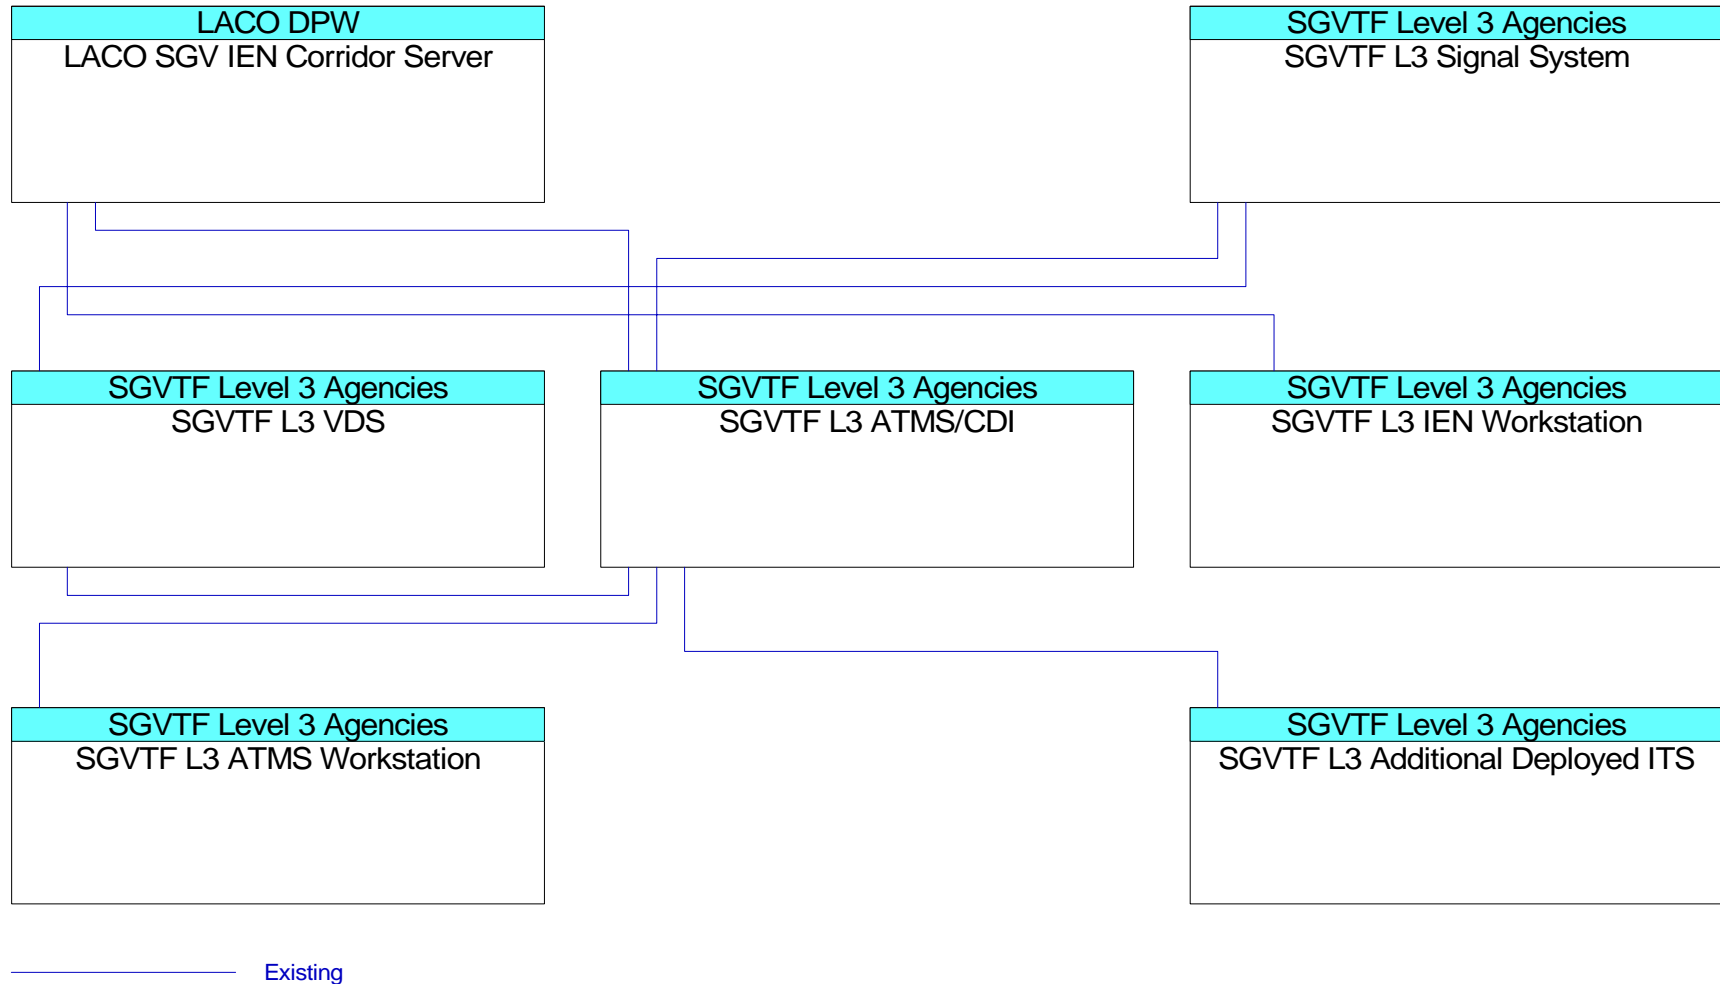 LACO DPW
LACO SGV IEN Corridor Server
SGVTF Level 3 Agencies
SGVTF L3 Signal System
SGVTF Level 3 Agencies
SGVTF L3 VDS
SGVTF Level 3 Agencies
SGVTF L3 ATMS/CDI
SGVTF Level 3 Agencies
SGVTF L3 IEN Workstation
SGVTF Level 3 Agencies
SGVTF L3 ATMS Workstation
SGVTF Level 3 Agencies
SGVTF L3 Additional Deployed ITS
Existing